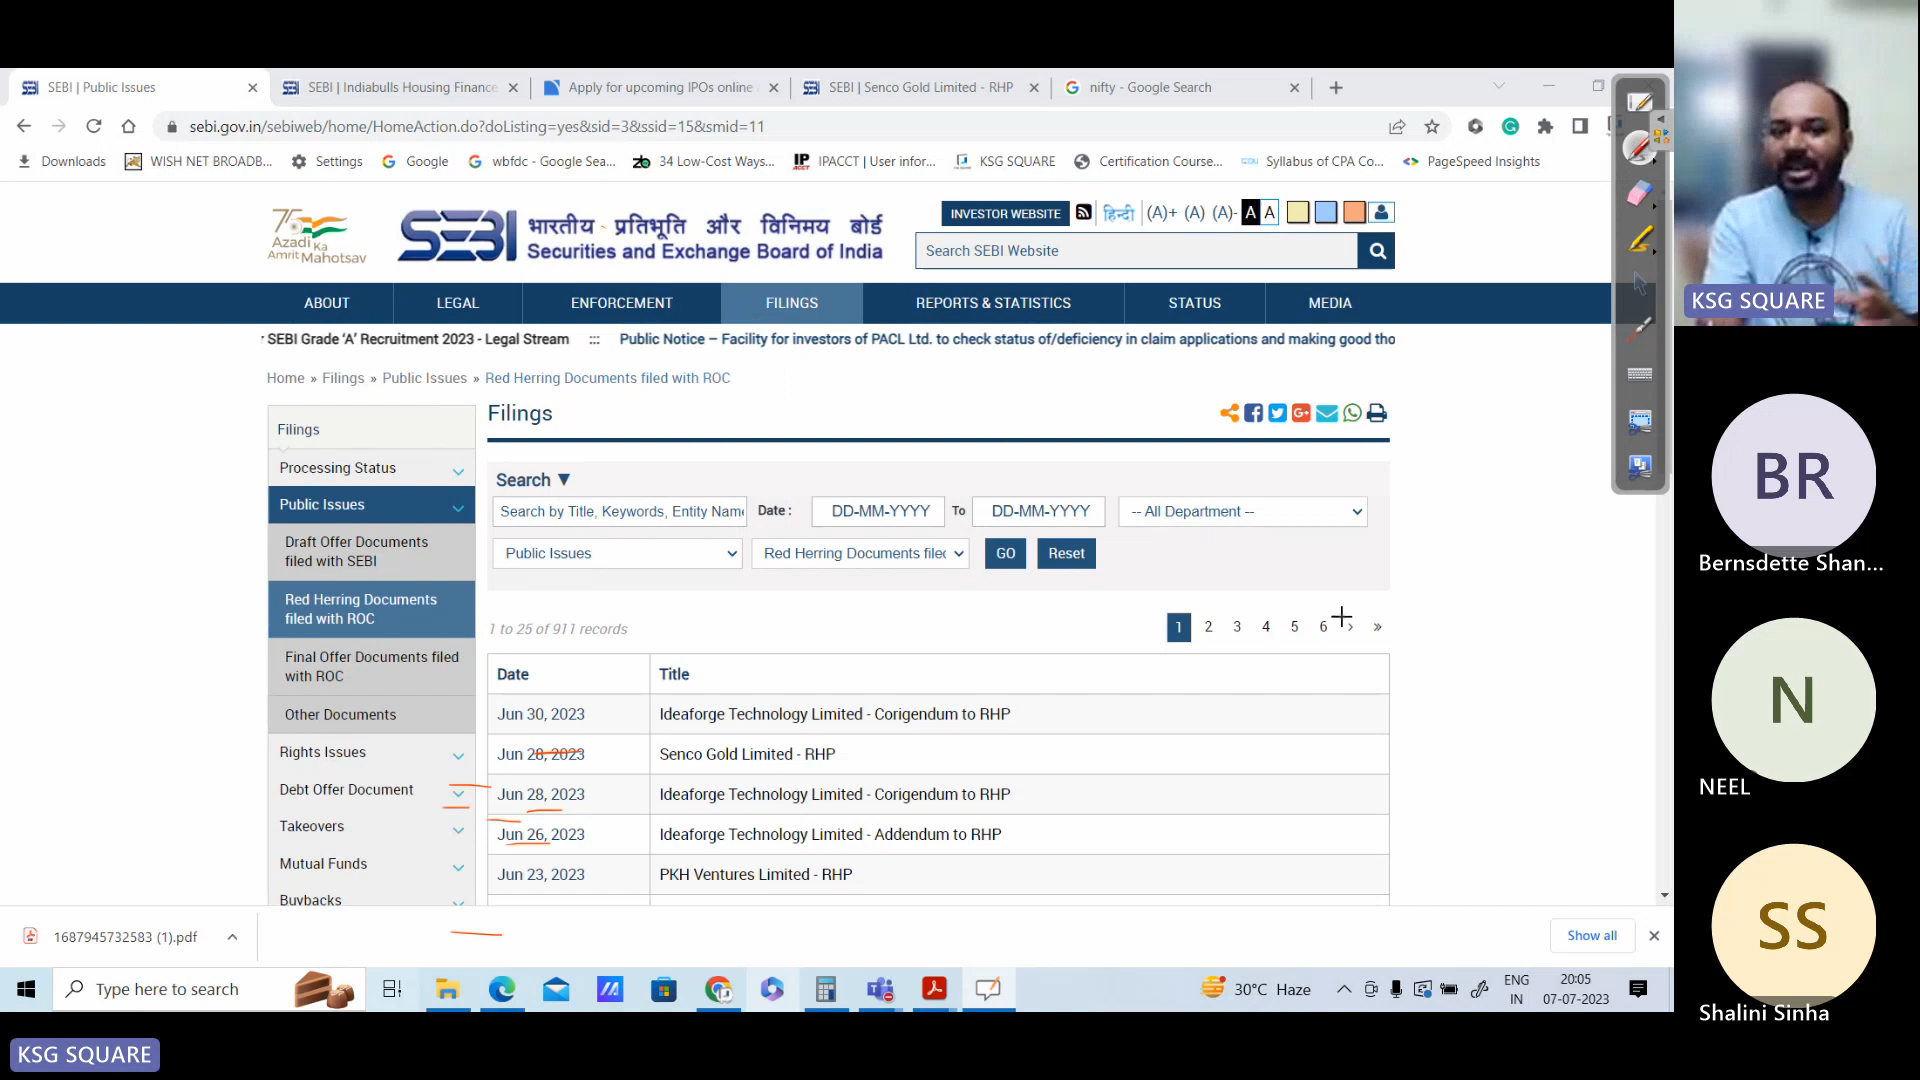 SEBI | Public Issues
SEBI | Indiabulls Housing Finance
Apply for upcoming IPOs online
SEBI | Senco Gold Limited - RHP
nifty - Google Search
sebi.gov.in/sebiweb/home/HomeAction.do?doListing=yes&sid=3&ssid=15&smid=11
Downloads
WISH NET BROADB...
Settings
Google
wbfdc - Google Sea...
34 Low-Cost Ways...
IPACCT | User infor...
KSG SQUARE
Certification Course...
Syllabus of CPA Co...
PageSpeed Insights
75
Azadi Ka
Amrit Mahotsav
SEBI
भारतीय प्रतिभूति और विनिमय बोर्ड
Securities and Exchange Board of India
INVESTOR WEBSITE
हिन्दी
(A)+ (A) (A)-
A A
Search SEBI Website
ABOUT
LEGAL
ENFORCEMENT
FILINGS
REPORTS & STATISTICS
STATUS
MEDIA
SEBI Grade ‘A’ Recruitment 2023 - Legal Stream ::: Public Notice – Facility for investors of PACL Ltd. to check status of/deficiency in claim applications and making good tho
Home » Filings » Public Issues » Red Herring Documents filed with ROC
Filings
Processing Status
Public Issues
Draft Offer Documents
filed with SEBI
Red Herring Documents
filed with ROC
Final Offer Documents filed
with ROC
Other Documents
Rights Issues
Debt Offer Document
Takeovers
Mutual Funds
Buybacks
Filings
Search ▼
Search by Title, Keywords, Entity Name
Date :
DD-MM-YYYY
To
DD-MM-YYYY
-- All Department --
Public Issues
Red Herring Documents filed
GO
Reset
1 to 25 of 911 records
1 2 3 4 5 6 › »
Date Title
Jun 30, 2023 Ideaforge Technology Limited - Corigendum to RHP
Jun 28, 2023 Senco Gold Limited - RHP
Jun 28, 2023 Ideaforge Technology Limited - Corigendum to RHP
Jun 26, 2023 Ideaforge Technology Limited - Addendum to RHP
Jun 23, 2023 PKH Ventures Limited - RHP
1687945732583 (1).pdf
Show all
Type here to search
30°C Haze
ENG
IN
20:05
07-07-2023
KSG SQUARE
BR
Bernsdette Shan...
N
NEEL
SS
Shalini Sinha
KSG SQUARE